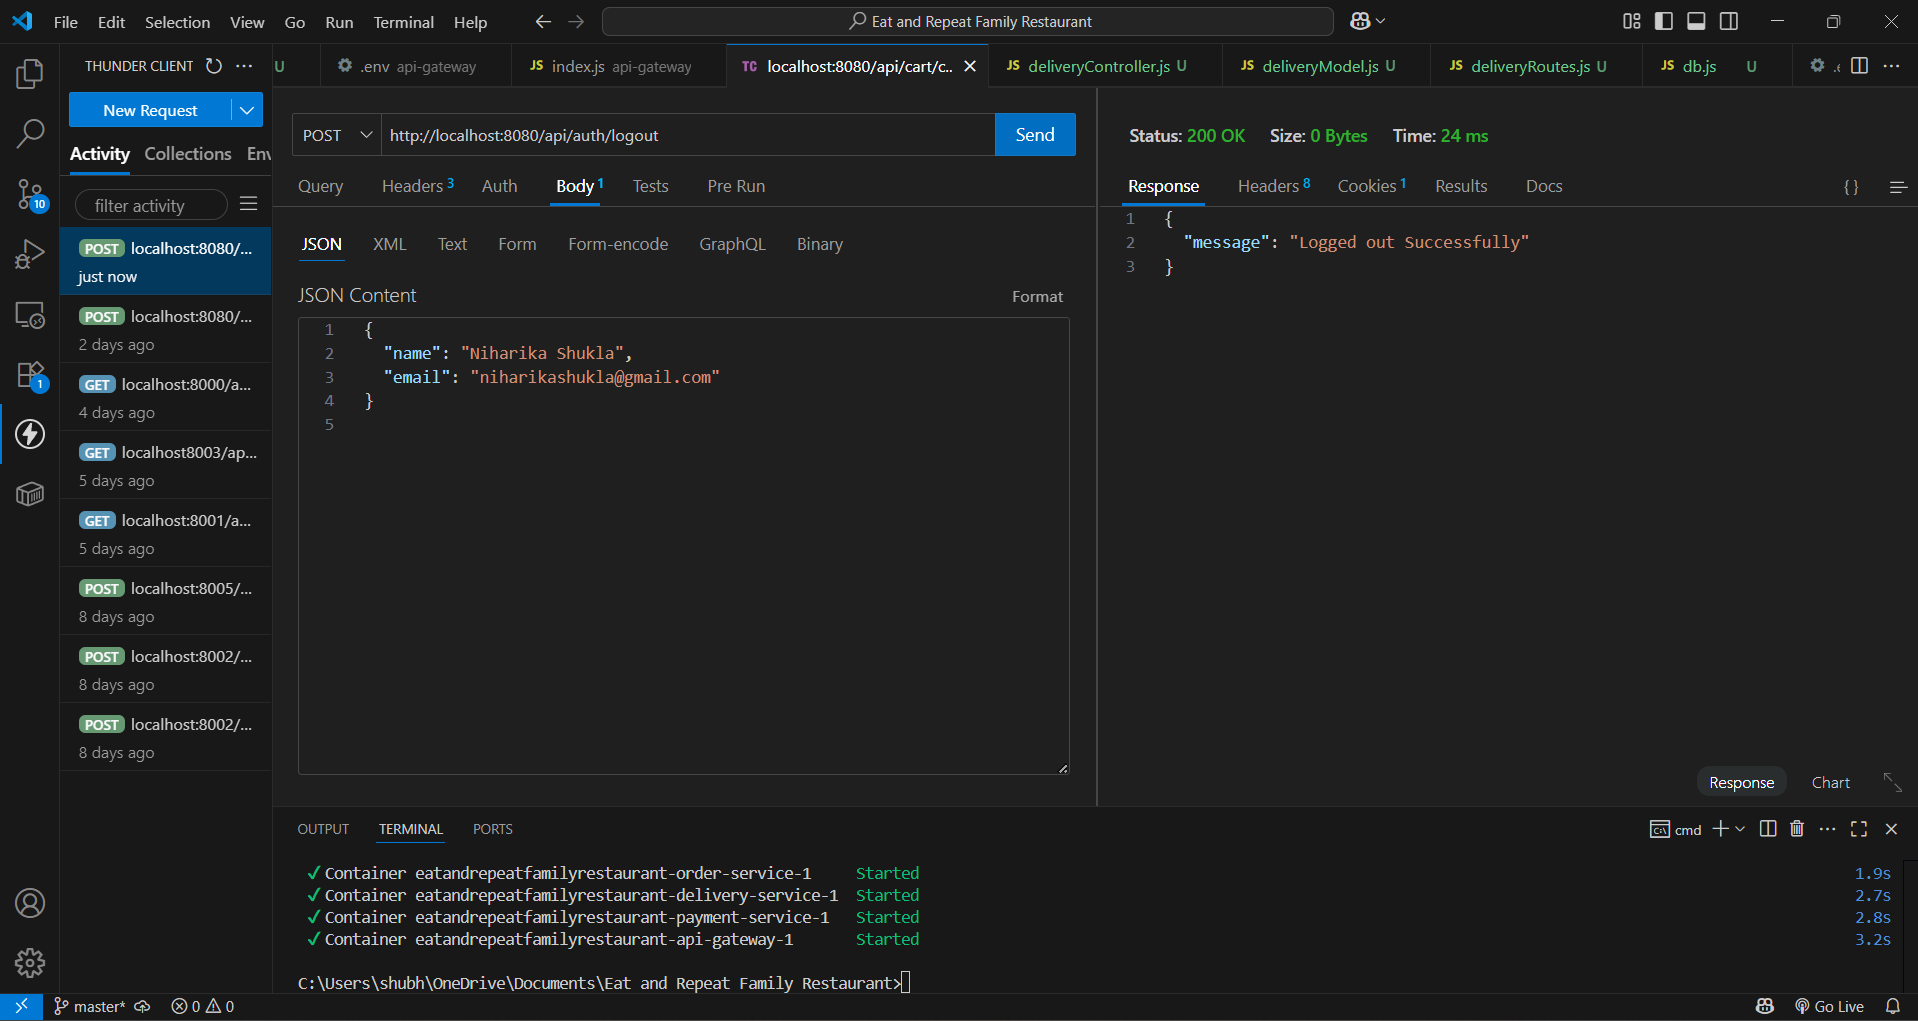 File Edit Selection View Go Run Terminal Help
Eat and Repeat Family Restaurant
THUNDER CLIENT
U
.env api-gateway
JS index.js api-gateway
TC localhost:8080/api/cart/c..
JS deliveryController.js U
JS deliveryModel.js U
JS deliveryRoutes.js U
JS db.js U
New Request
Activity Collections Env
filter activity
POST localhost:8080/...
just now
POST localhost:8080/...
2 days ago
GET localhost:8000/a...
4 days ago
GET localhost8003/ap...
5 days ago
GET localhost:8001/a...
5 days ago
POST localhost:8005/...
8 days ago
POST localhost:8002/...
8 days ago
POST localhost:8002/...
8 days ago
10
1
POST http://localhost:8080/api/auth/logout Send
Query Headers 3 Auth Body 1 Tests Pre Run
JSON XML Text Form Form-encode GraphQL Binary
JSON Content Format
1 {
2 "name": "Niharika Shukla",
3 "email": "niharikashukla@gmail.com"
4 }
5
Status: 200 OK Size: 0 Bytes Time: 24 ms
Response Headers 8 Cookies 1 Results Docs { }
1 {
2 "message": "Logged out Successfully"
3 }
Response Chart
OUTPUT TERMINAL PORTS
cmd
✓ Container eatandrepeatfamilyrestaurant-order-service-1 Started 1.9s
✓ Container eatandrepeatfamilyrestaurant-delivery-service-1 Started 2.7s
✓ Container eatandrepeatfamilyrestaurant-payment-service-1 Started 2.8s
✓ Container eatandrepeatfamilyrestaurant-api-gateway-1 Started 3.2s
C:\Users\shubh\OneDrive\Documents\Eat and Repeat Family Restaurant>
master* 0 0 Go Live